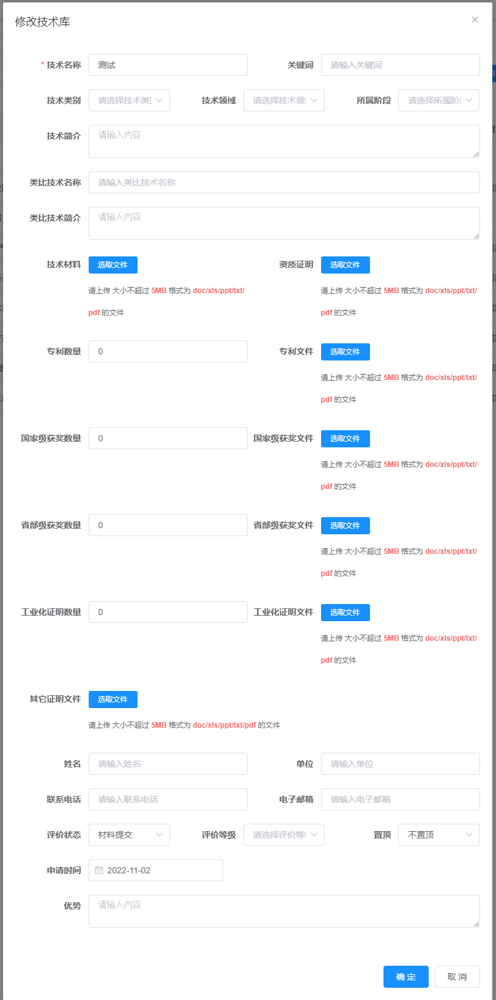 修改技术库
* 技术名称 测试 关键词 请输入关键词
技术类别 请选择技术类 技术领域 请选择技术领 所属阶段 请选择所属阶
技术简介 请输入内容
类比技术名称 请输入类比技术名称
类比技术简介 请输入内容
技术材料 选取文件 资质证明 选取文件
请上传 大小不超过 5MB 格式为 doc/xls/ppt/txt/ 请上传 大小不超过 5MB 格式为 doc/xls/ppt/txt/
pdf 的文件 pdf 的文件
专利数量 0 专利文件 选取文件
请上传 大小不超过 5MB 格式为 doc/xls/ppt/txt/
pdf 的文件
国家级获奖数量 0 国家级获奖文件 选取文件
请上传 大小不超过 5MB 格式为 doc/xls/ppt/txt/
pdf 的文件
省部级获奖数量 0 省部级获奖文件 选取文件
请上传 大小不超过 5MB 格式为 doc/xls/ppt/txt/
pdf 的文件
工业化证明数量 0 工业化证明文件 选取文件
请上传 大小不超过 5MB 格式为 doc/xls/ppt/txt/
pdf 的文件
其它证明文件 选取文件
请上传 大小不超过 5MB 格式为 doc/xls/ppt/txt/pdf 的文件
姓名 请输入姓名 单位 请输入单位
联系电话 请输入联系电话 电子邮箱 请输入电子邮箱
评价状态 材料提交 评价等级 请选择评价等 置顶 不置顶
申请时间 2022-11-02
优势 请输入内容
确 定 取 消